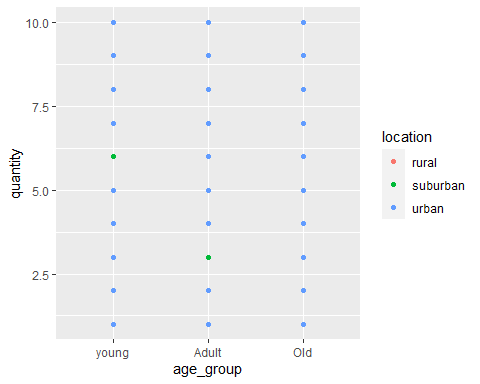 10.0
7.5
5.0
2.5
quantity
young Adult Old
age_group
location
rural
suburban
urban